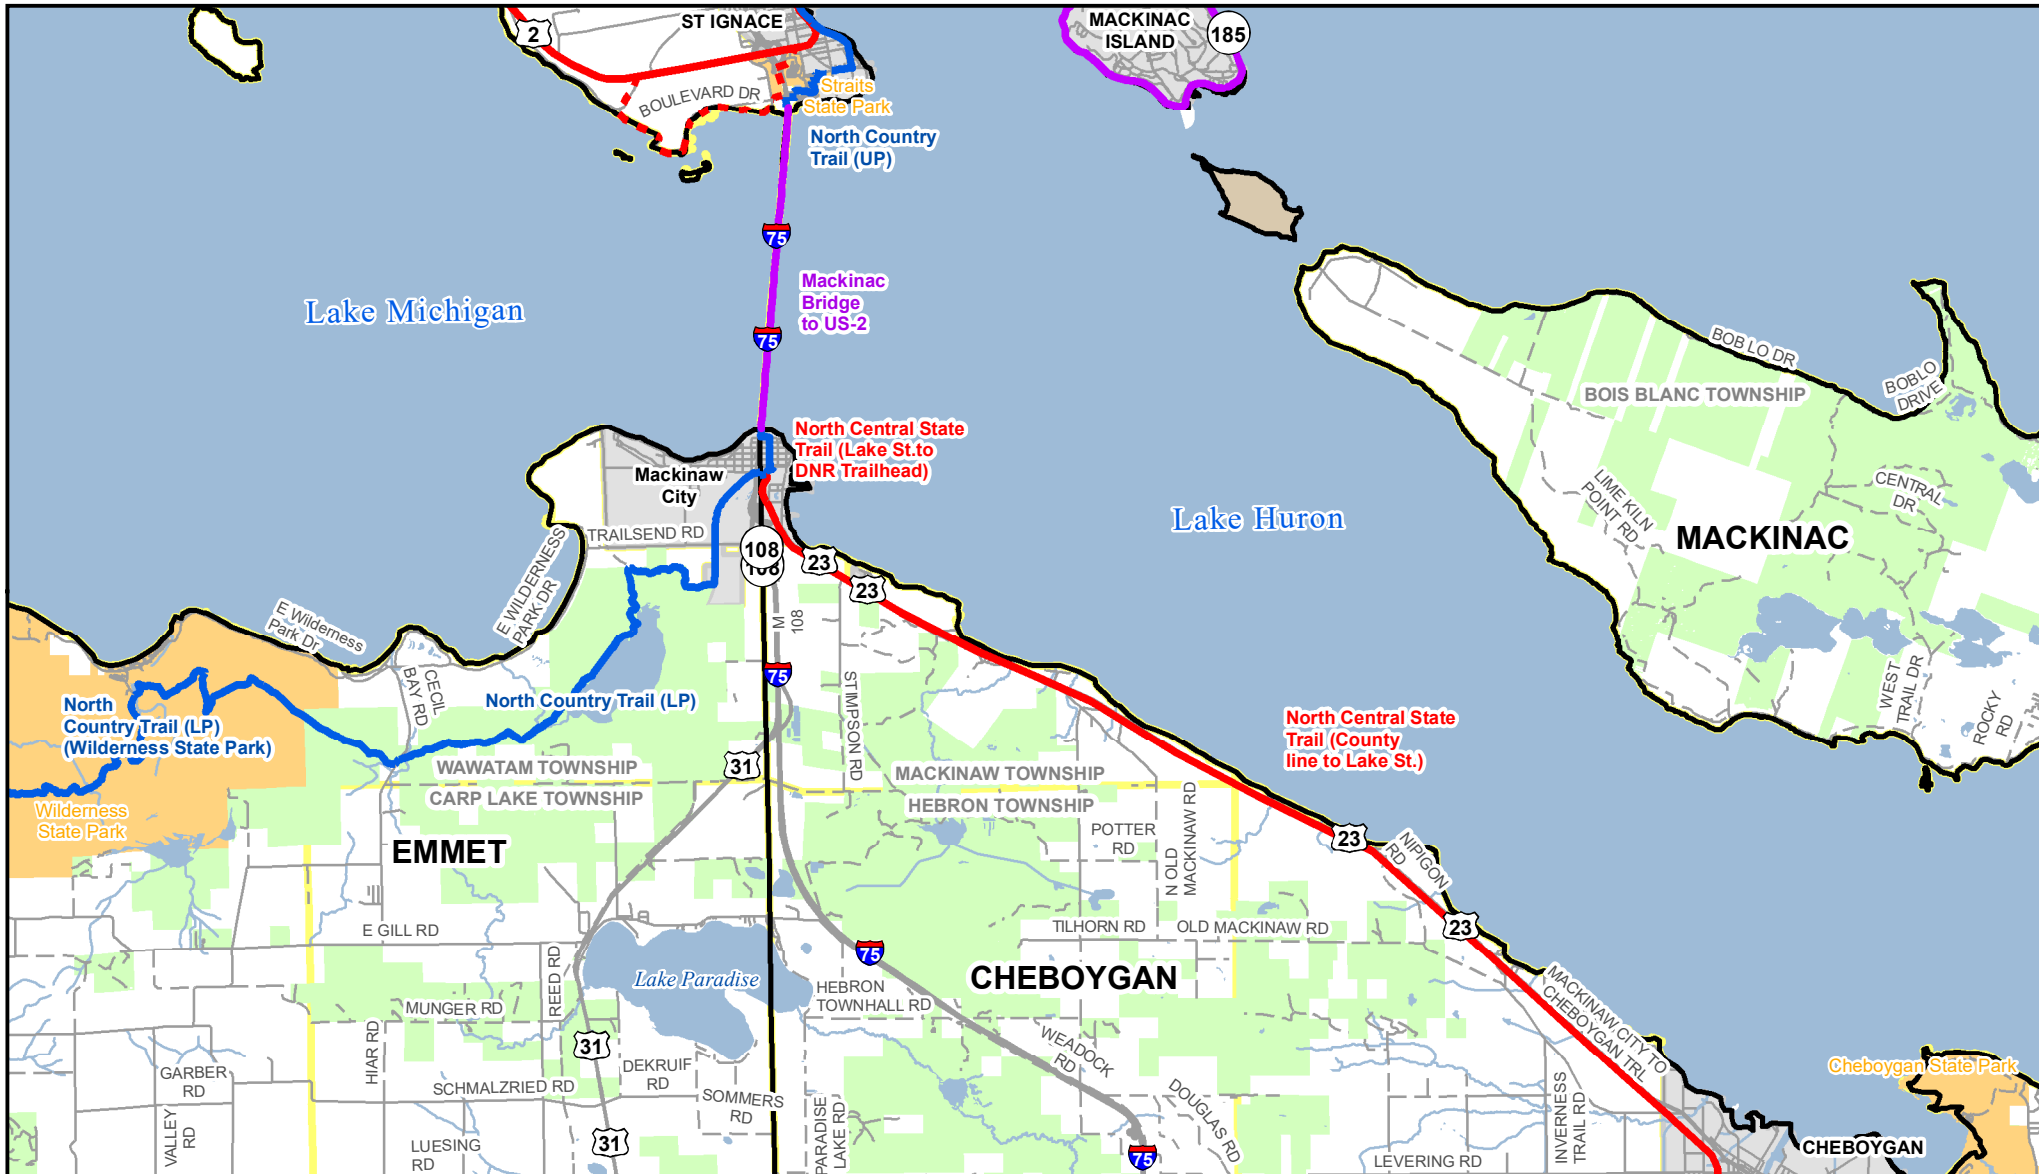 ST IGNACE
MACKINAC
ISLAND
185
2
BOULEVARD DR
Straits
State Park
North Country
Trail (UP)
75
Mackinac
Bridge
to US-2
75
Lake Michigan
BOB LO DR
BOBLO
DRIVE
BOIS BLANC TOWNSHIP
North Central State
Trail (Lake St.to
DNR Trailhead)
Mackinaw
City
CENTRAL
DR
LIME KILN
POINT RD
Lake Huron
MACKINAC
TRAILSEND RD
E WILDERNESS
PARK DR
108
108
23
23
E Wilderness
Park Dr
M
108
CECIL
BAY RD
75
STIMPSON RD
WEST
TRAIL DR
ROCKY
RD
North
Country Trail (LP)
(Wilderness State Park)
North Country Trail (LP)
North Central State
Trail (County
line to Lake St.)
31
WAWATAM TOWNSHIP
CARP LAKE TOWNSHIP
MACKINAW TOWNSHIP
HEBRON TOWNSHIP
Wilderness
State Park
EMMET
POTTER
RD
N OLD
MACKINAW RD
23
NIPIGON
RD
E GILL RD
TILHORN RD
OLD MACKINAW RD
23
75
REED RD
Lake Paradise
HEBRON
TOWNHALL RD
CHEBOYGAN
MACKINAW CITY TO
CHEBOYGAN TRL
MUNGER RD
HIAR RD
31
WEADOCK
RD
GARBER
RD
SCHMALZRIED RD
DEKRUIF
RD
SOMMERS
RD
Cheboygan State Park
VALLEY
RD
LUESING
RD
31
PARADISE
LAKE RD
DOUGLAS RD
75
INVERNESS
TRAIL RD
LEVERING RD
CHEBOYGAN